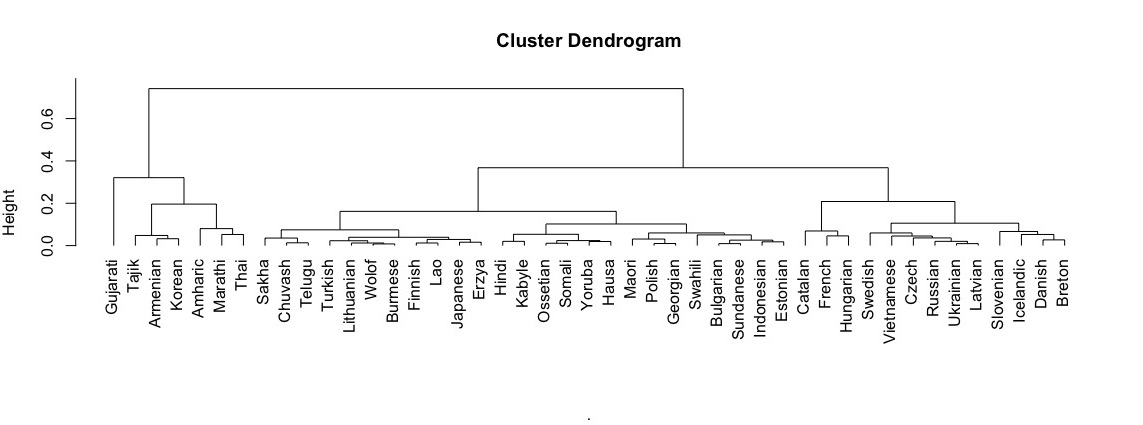 Cluster Dendrogram
Height
0.6
0.4
0.2
0.0
Gujarati
Tajik
Armenian
Korean
Amharic
Marathi
Thai
Sakha
Chuvash
Telugu
Turkish
Lithuanian
Wolof
Burmese
Finnish
Lao
Japanese
Erzya
Hindi
Kabyle
Ossetian
Somali
Yoruba
Hausa
Maori
Polish
Georgian
Swahili
Bulgarian
Sundanese
Indonesian
Estonian
Catalan
French
Hungarian
Swedish
Vietnamese
Czech
Russian
Ukrainian
Latvian
Slovenian
Icelandic
Danish
Breton
.